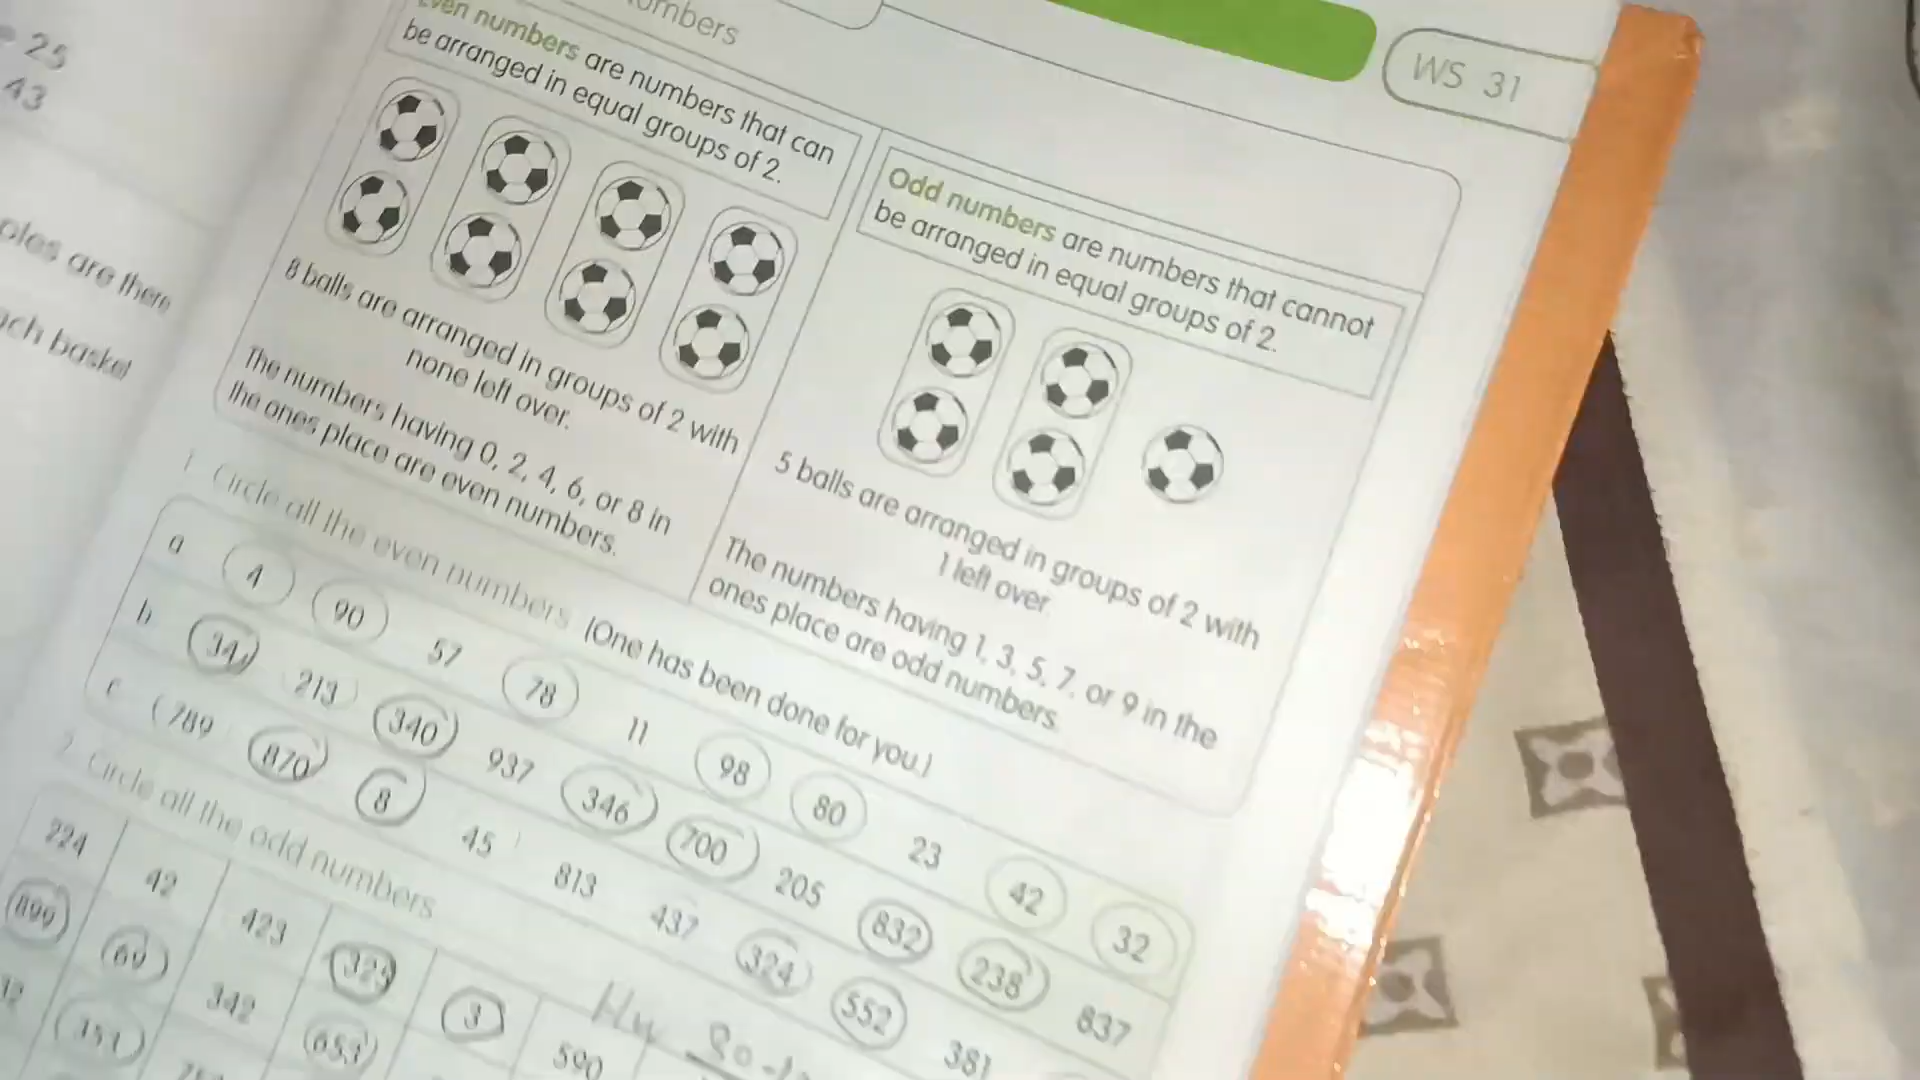 = 25
43
ples are there
ach basket
numbers
WS 31
Even numbers are numbers that can
be arranged in equal groups of 2.
8 balls are arranged in groups of 2 with
none left over.
The numbers having 0, 2, 4, 6, or 8 in
the ones place are even numbers.
Odd numbers are numbers that cannot
be arranged in equal groups of 2.
5 balls are arranged in groups of 2 with
1 left over.
The numbers having 1, 3, 5, 7, or 9 in the
ones place are odd numbers.
1. Circle all the even numbers. (One has been done for you.)
a 4 90 57 78 11 98 80 23 42 32
b 213 340 937 346 700 205 832 238 837
c 789 870 8 45 813 437 324 552 381
2. Circle all the odd numbers.
224 42 423 325 3 590
899 69 342 653
12 151